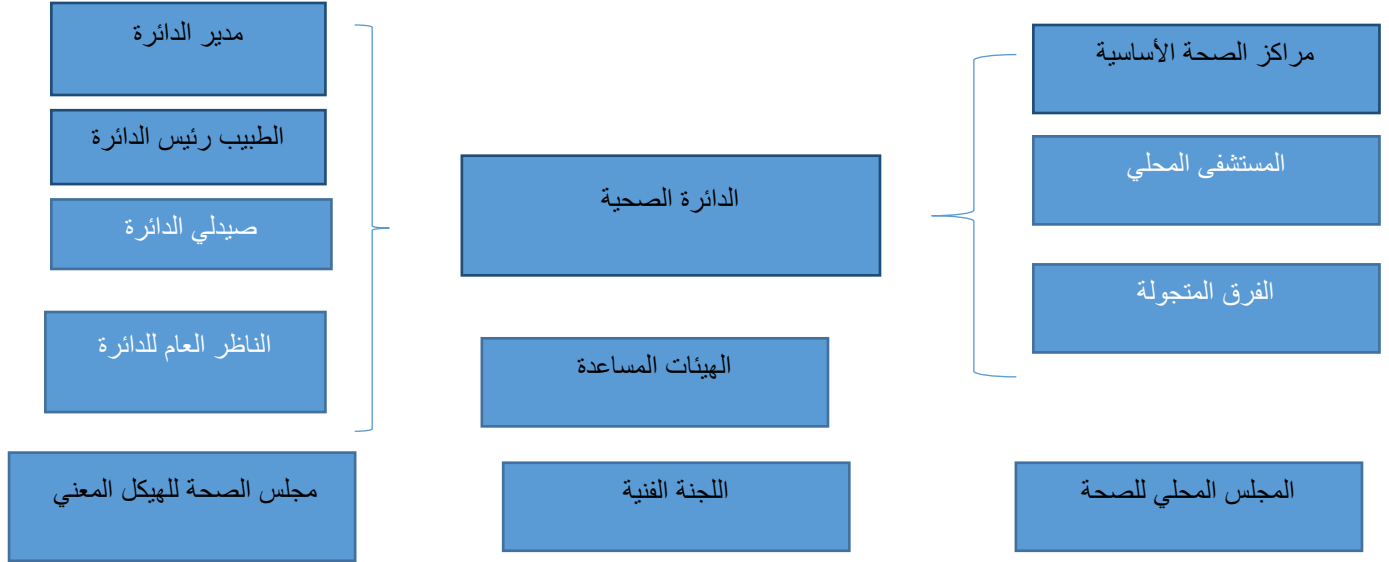 مراكز الصحة الأساسية
المستشفى المحلي
الفرق المتجولة
الدائرة الصحية
مدير الدائرة
الطبيب رئيس الدائرة
صيدلي الدائرة
الناظر العام للدائرة
الهيئات المساعدة
المجلس المحلي للصحة
اللجنة الفنية
مجلس الصحة للهيكل المعني